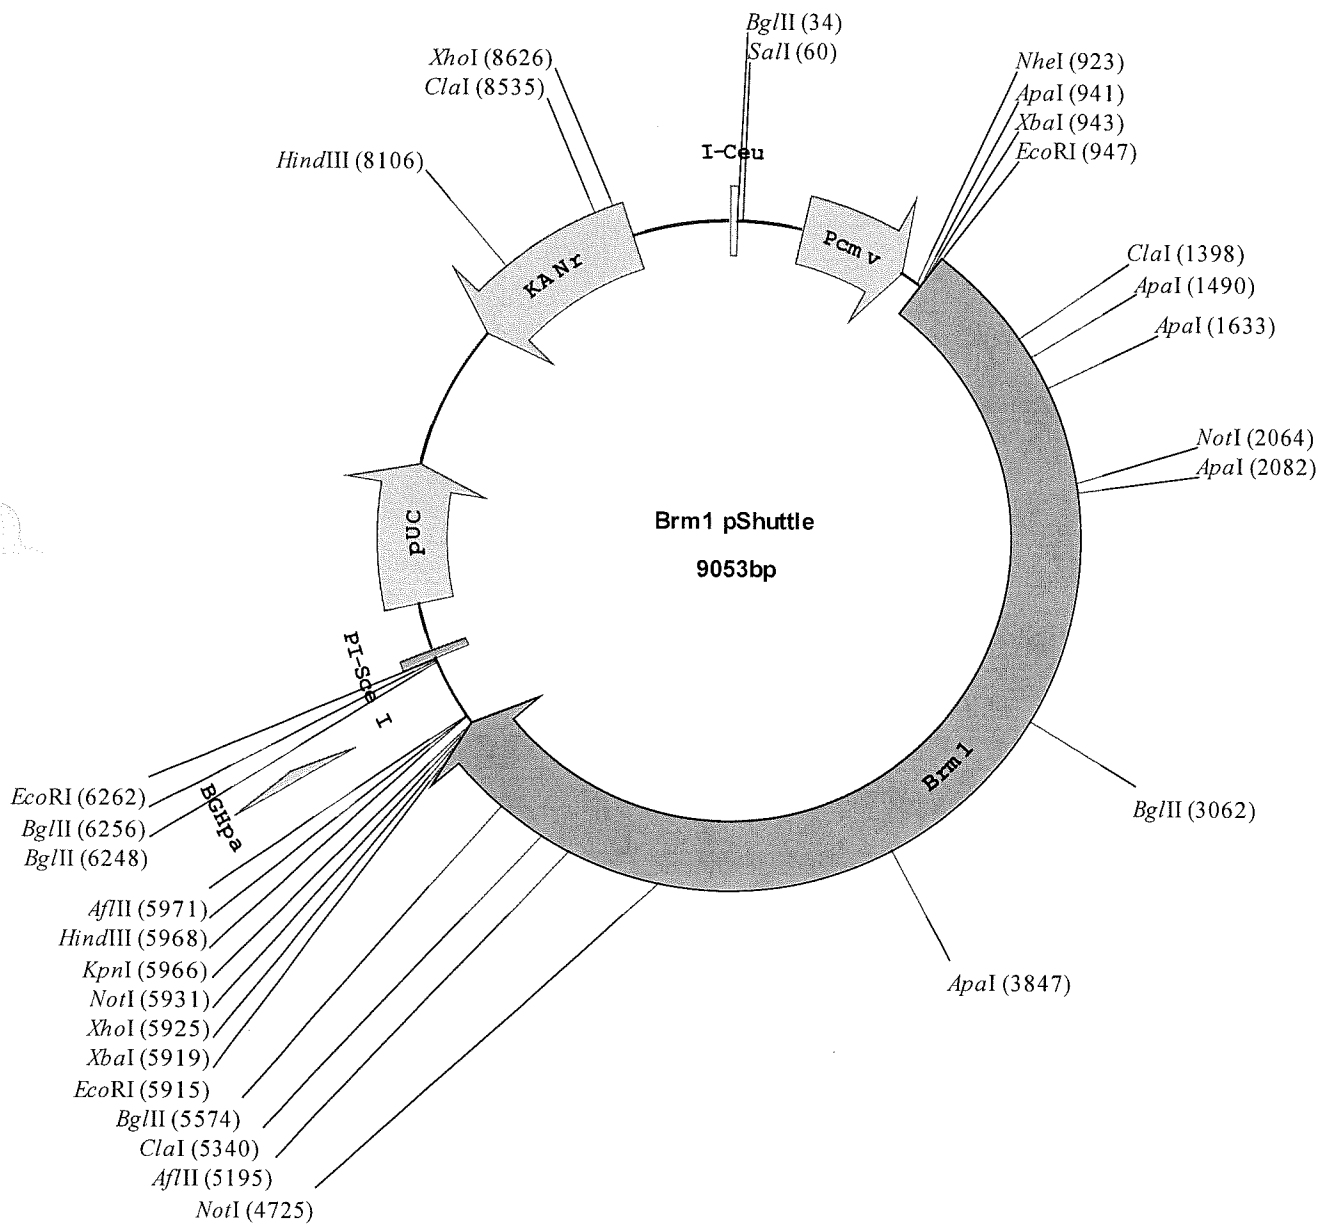 BglII (34)
SalI (60)
XhoI (8626)
ClaI (8535)
HindIII (8106)
NheI (923)
ApaI (941)
XbaI (943)
EcoRI (947)
I-Ceu
Pcmv
KANr
ClaI (1398)
ApaI (1490)
ApaI (1633)
NotI (2064)
ApaI (2082)
Brm1 pShuttle
9053bp
pUC
PI-Sce I
BGHpa
Brm1
BglII (3062)
ApaI (3847)
EcoRI (6262)
BglII (6256)
BglII (6248)
AflII (5971)
HindIII (5968)
KpnI (5966)
NotI (5931)
XhoI (5925)
XbaI (5919)
EcoRI (5915)
BglII (5574)
ClaI (5340)
AflII (5195)
NotI (4725)